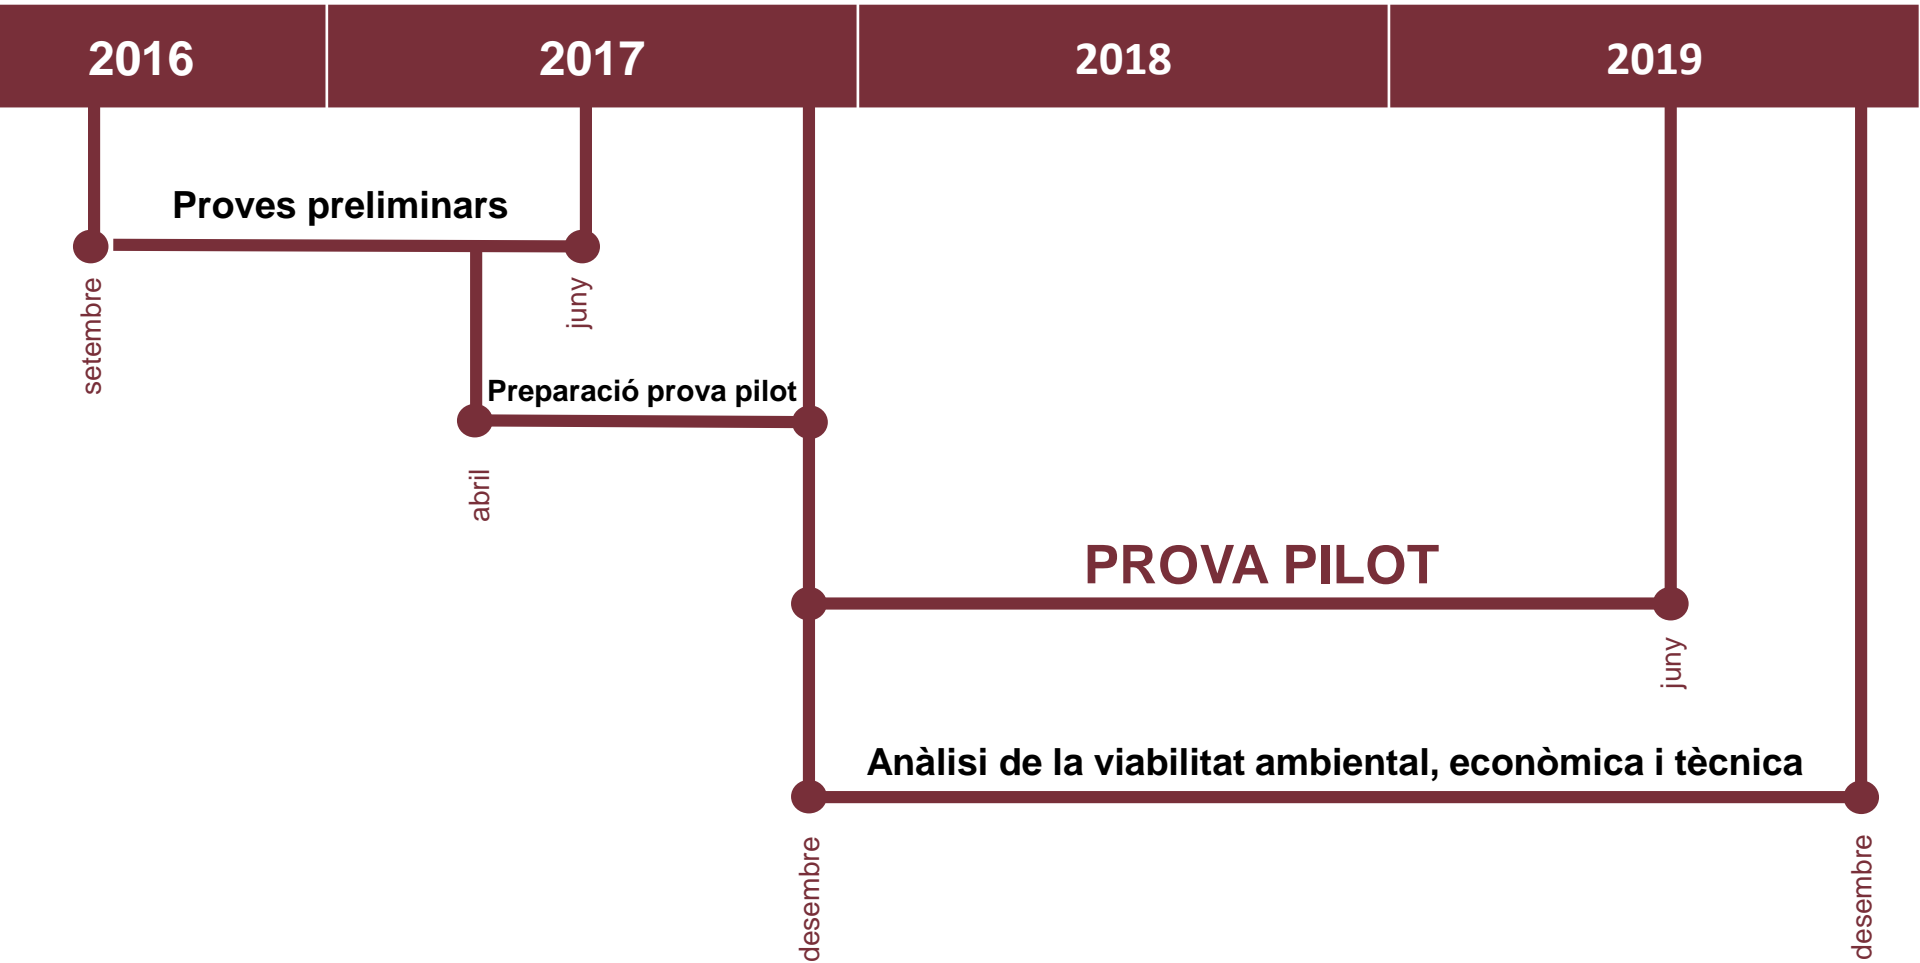 2016
2017
2018
2019
Proves preliminars
setembre
juny
Preparació prova pilot
abril
PROVA PILOT
juny
Anàlisi de la viabilitat ambiental, econòmica i tècnica
desembre
desembre